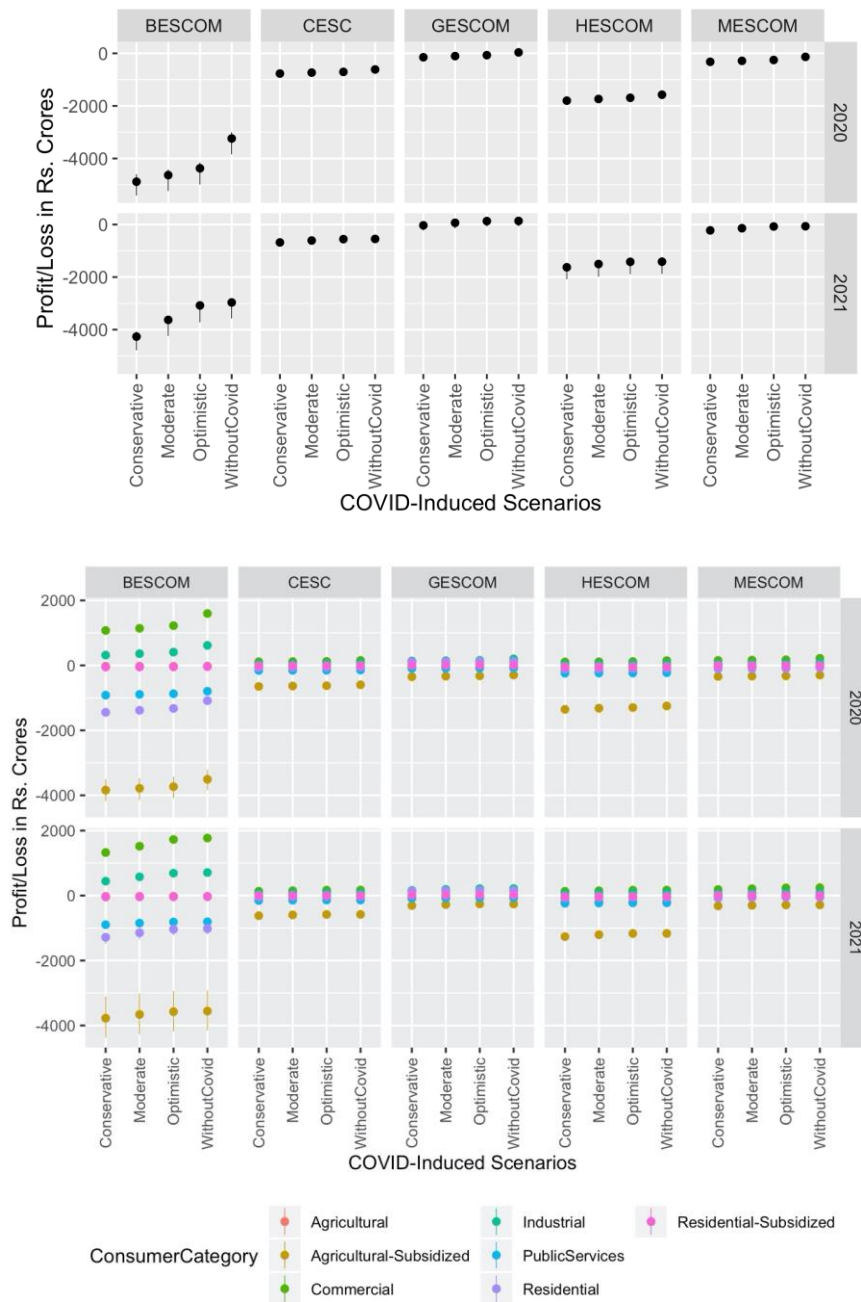 BESCOM CESC GESCOM HESCOM MESCOM
0
-2000
-4000
2020
0
-2000
-4000
2021
Profit/Loss in Rs. Crores
Conservative Moderate Optimistic WithoutCovid Conservative Moderate Optimistic WithoutCovid Conservative Moderate Optimistic WithoutCovid Conservative Moderate Optimistic WithoutCovid Conservative Moderate Optimistic WithoutCovid
COVID-Induced Scenarios
BESCOM CESC GESCOM HESCOM MESCOM
2000
0
-2000
-4000
2020
2000
0
-2000
-4000
2021
Profit/Loss in Rs. Crores
Conservative Moderate Optimistic WithoutCovid Conservative Moderate Optimistic WithoutCovid Conservative Moderate Optimistic WithoutCovid Conservative Moderate Optimistic WithoutCovid Conservative Moderate Optimistic WithoutCovid
COVID-Induced Scenarios
ConsumerCategory
Agricultural Industrial Residential-Subsidized
Agricultural-Subsidized PublicServices
Commercial Residential